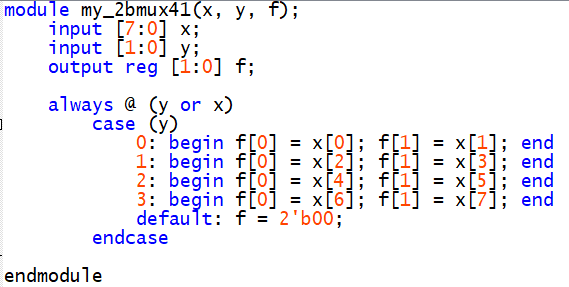 module my_2bmux41(x, y, f);
    input [7:0] x;
    input [1:0] y;
    output reg [1:0] f;

    always @ (y or x)
        case (y)
            0: begin f[0] = x[0]; f[1] = x[1]; end
            1: begin f[0] = x[2]; f[1] = x[3]; end
            2: begin f[0] = x[4]; f[1] = x[5]; end
            3: begin f[0] = x[6]; f[1] = x[7]; end
            default: f = 2'b00;
        endcase

endmodule